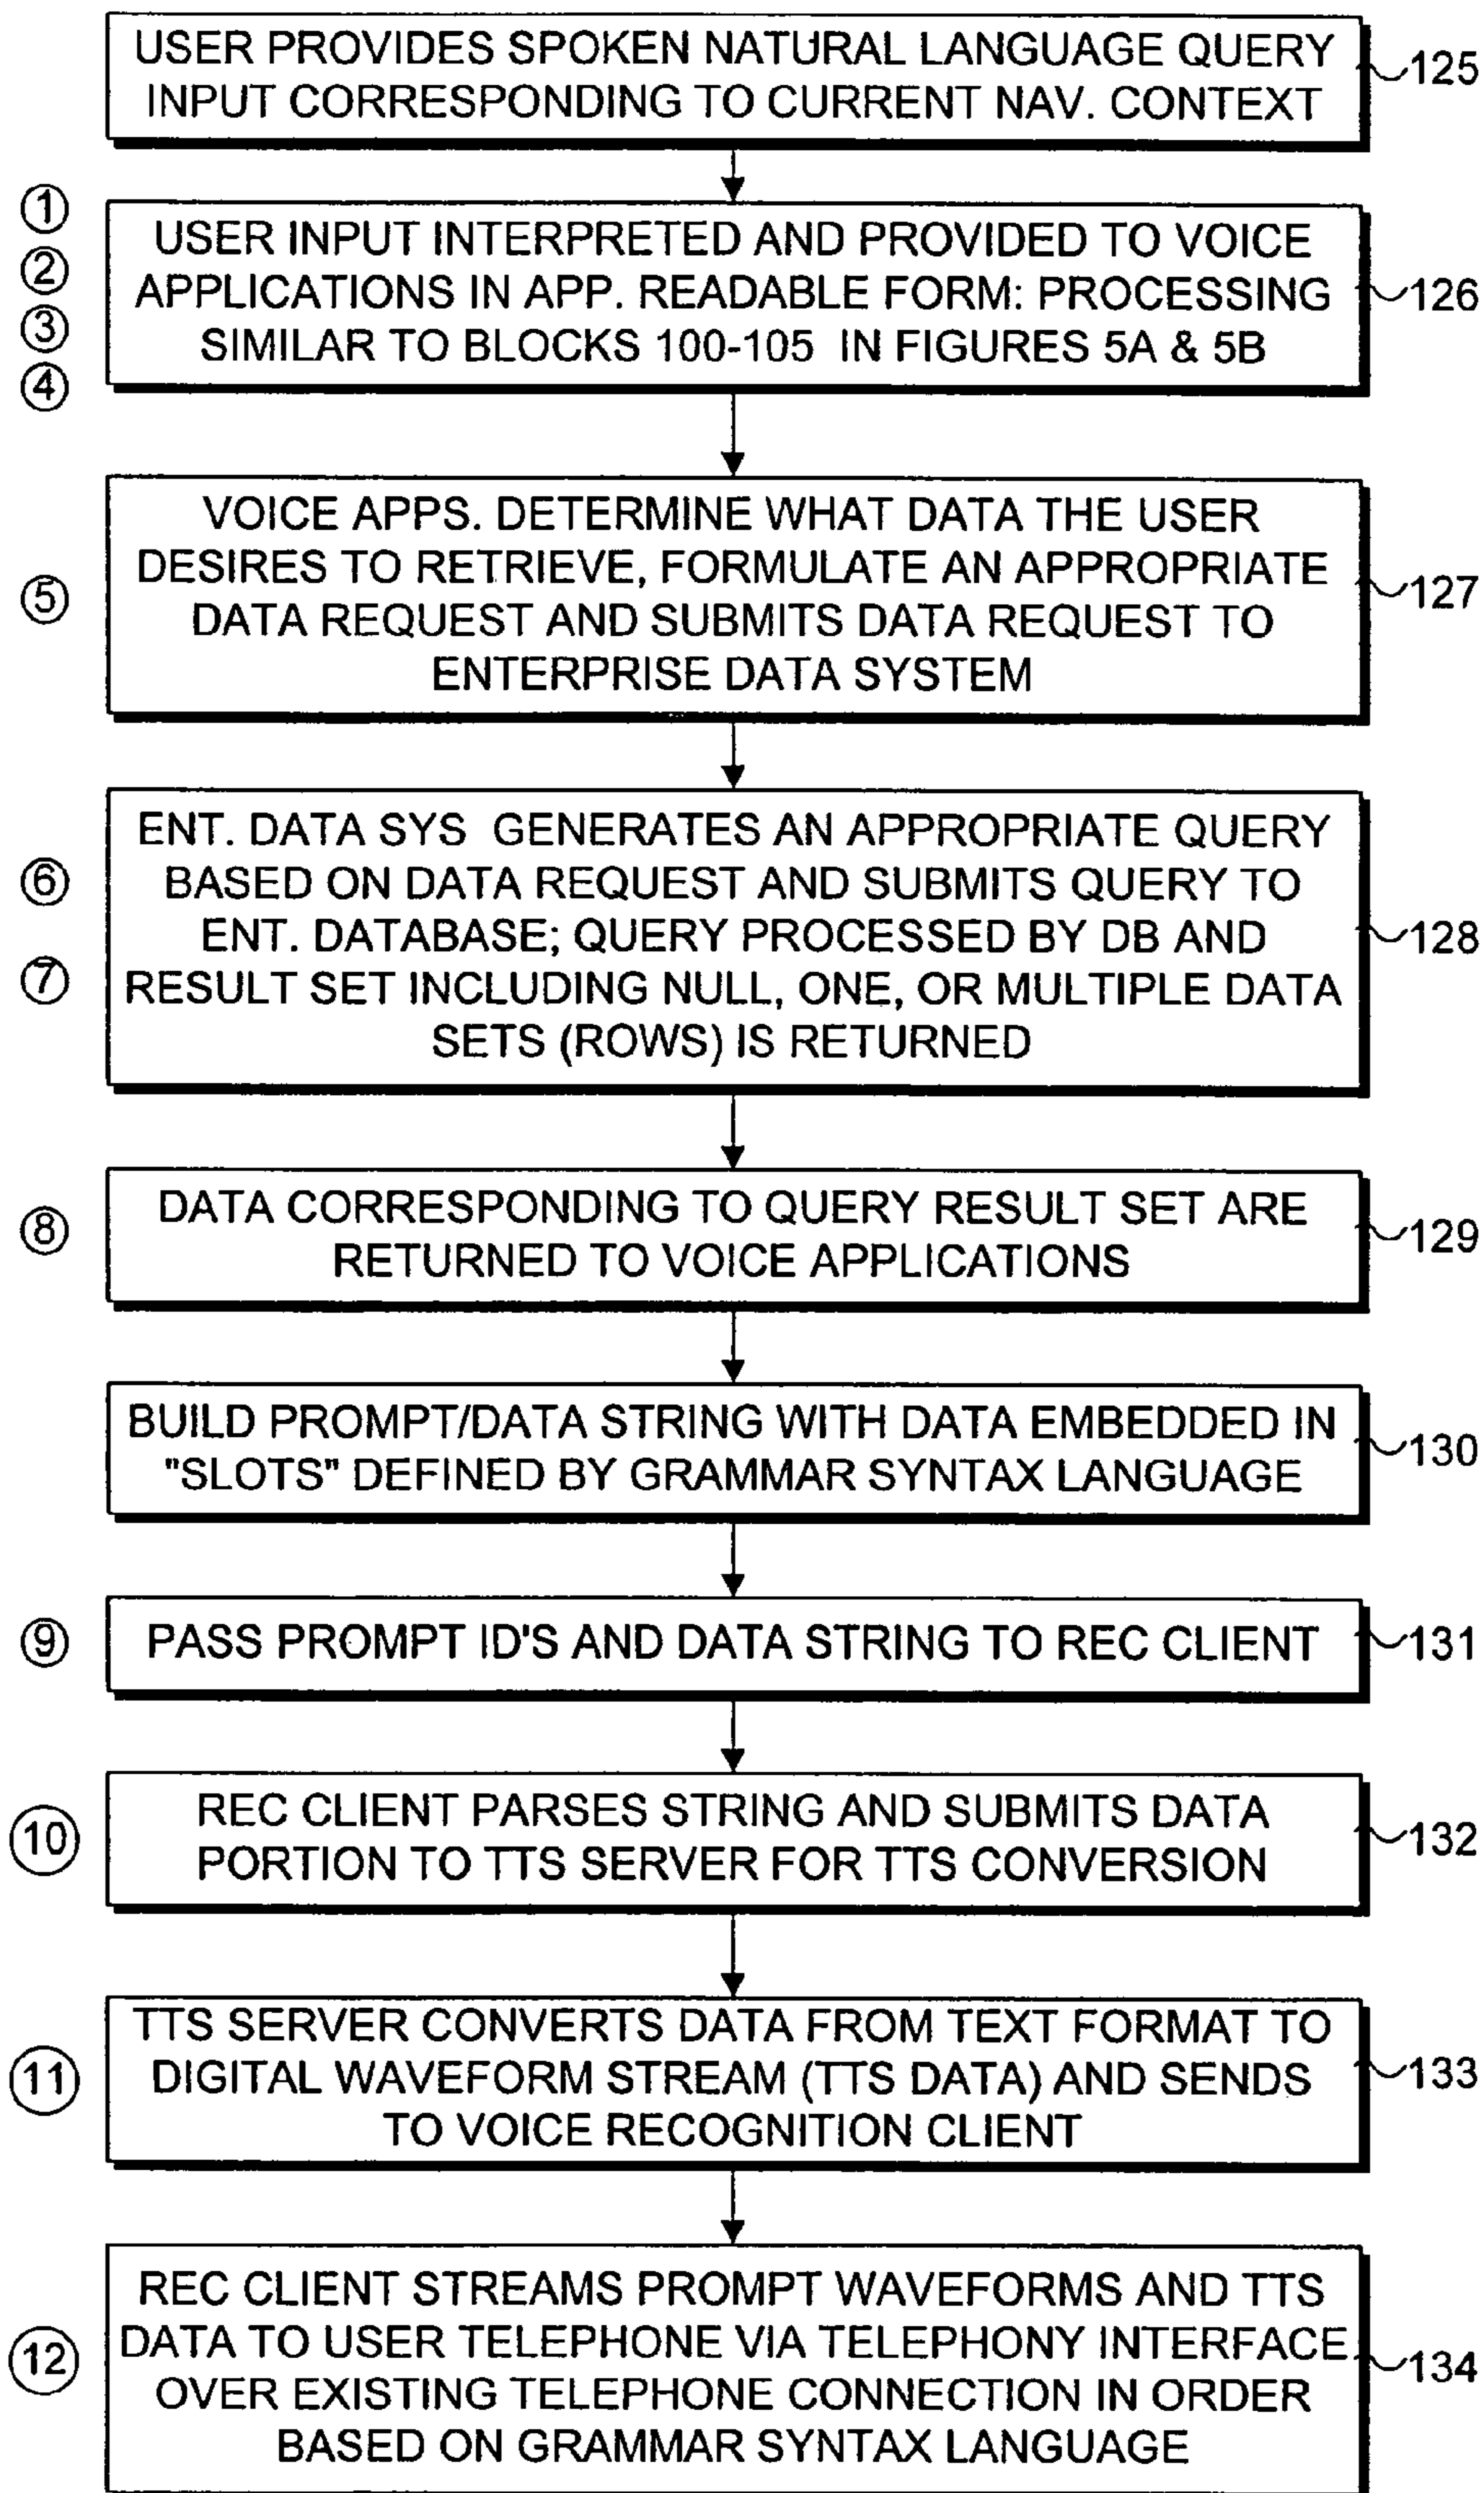 USER PROVIDES SPOKEN NATURAL LANGUAGE QUERY
INPUT CORRESPONDING TO CURRENT NAV. CONTEXT
125
①
②
③
④
USER INPUT INTERPRETED AND PROVIDED TO VOICE
APPLICATIONS IN APP. READABLE FORM: PROCESSING
SIMILAR TO BLOCKS 100-105 IN FIGURES 5A & 5B
126
⑤
VOICE APPS. DETERMINE WHAT DATA THE USER
DESIRES TO RETRIEVE, FORMULATE AN APPROPRIATE
DATA REQUEST AND SUBMITS DATA REQUEST TO
ENTERPRISE DATA SYSTEM
127
⑥
⑦
ENT. DATA SYS GENERATES AN APPROPRIATE QUERY
BASED ON DATA REQUEST AND SUBMITS QUERY TO
ENT. DATABASE; QUERY PROCESSED BY DB AND
RESULT SET INCLUDING NULL, ONE, OR MULTIPLE DATA
SETS (ROWS) IS RETURNED
128
⑧
DATA CORRESPONDING TO QUERY RESULT SET ARE
RETURNED TO VOICE APPLICATIONS
129
BUILD PROMPT/DATA STRING WITH DATA EMBEDDED IN
"SLOTS" DEFINED BY GRAMMAR SYNTAX LANGUAGE
130
⑨
PASS PROMPT ID'S AND DATA STRING TO REC CLIENT
131
⑩
REC CLIENT PARSES STRING AND SUBMITS DATA
PORTION TO TTS SERVER FOR TTS CONVERSION
132
⑪
TTS SERVER CONVERTS DATA FROM TEXT FORMAT TO
DIGITAL WAVEFORM STREAM (TTS DATA) AND SENDS
TO VOICE RECOGNITION CLIENT
133
⑫
REC CLIENT STREAMS PROMPT WAVEFORMS AND TTS
DATA TO USER TELEPHONE VIA TELEPHONY INTERFACE
OVER EXISTING TELEPHONE CONNECTION IN ORDER
BASED ON GRAMMAR SYNTAX LANGUAGE
134